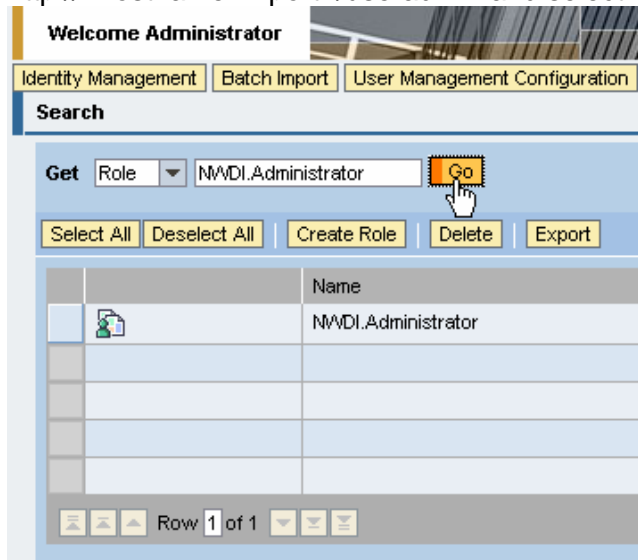 Welcome Administrator
Identity Management Batch Import User Management Configuration
Search
Get Role NWDI.Administrator Go
Select All Deselect All Create Role Delete Export
Name
NWDI.Administrator
Row 1 of 1